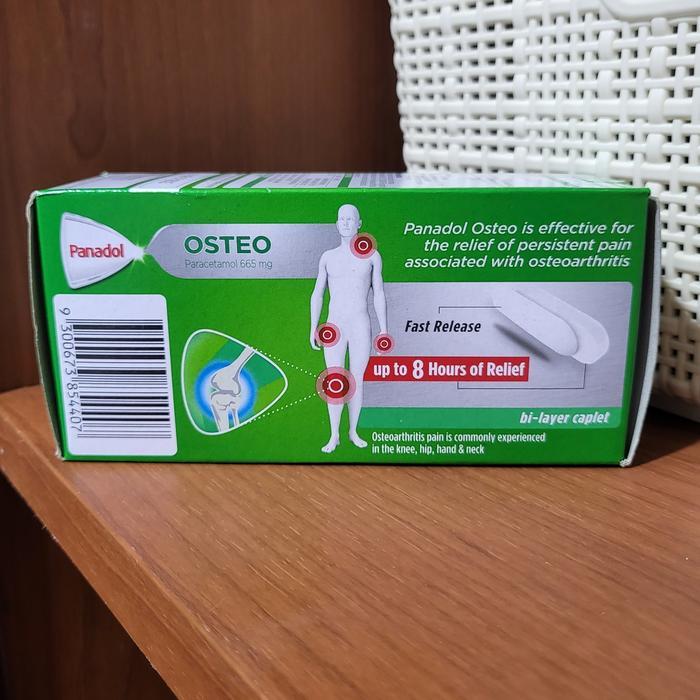 Panadol
OSTEO
Paracetamol 665 mg
Panadol Osteo is effective for
the relief of persistent pain
associated with osteoarthritis
Fast Release
up to 8 Hours of Relief
bi-layer caplet
Osteoarthritis pain is commonly experienced
in the knee, hip, hand & neck
9 300673 854407